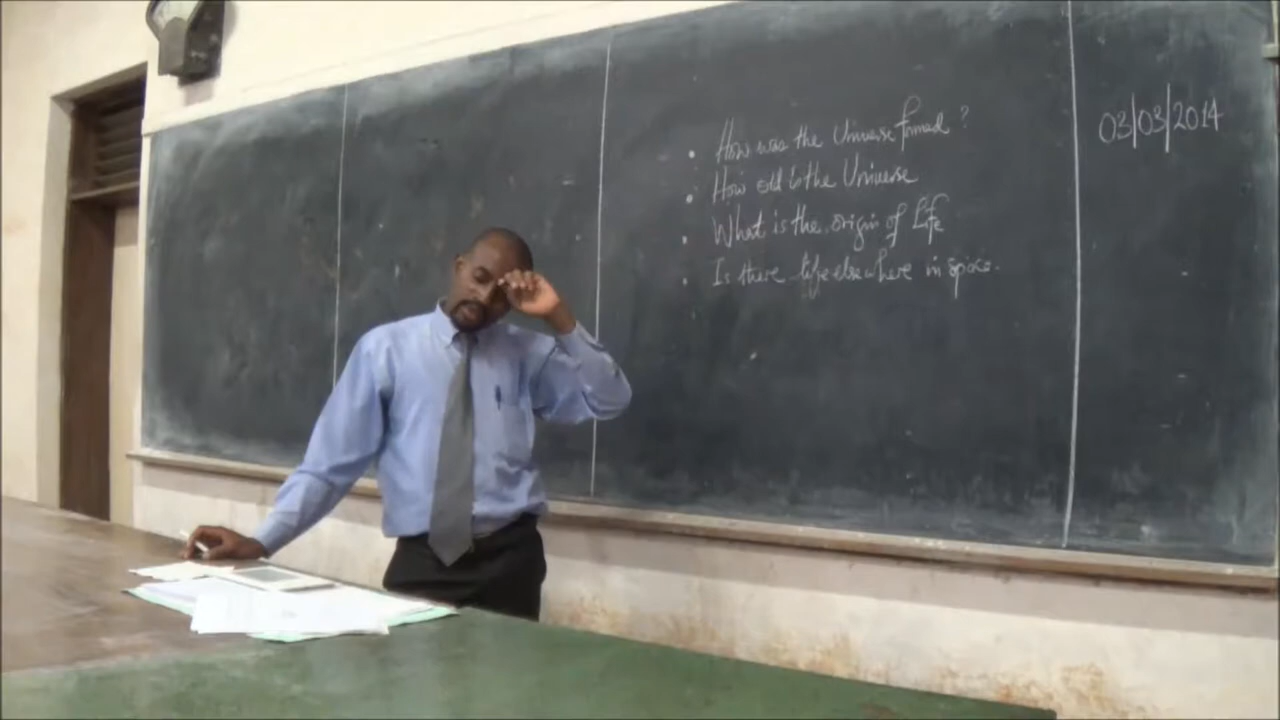 • How was the Universe formed ?
• How old is the Universe
• What is the origin of Life
• Is there life elsewhere in space.
03/03/2014